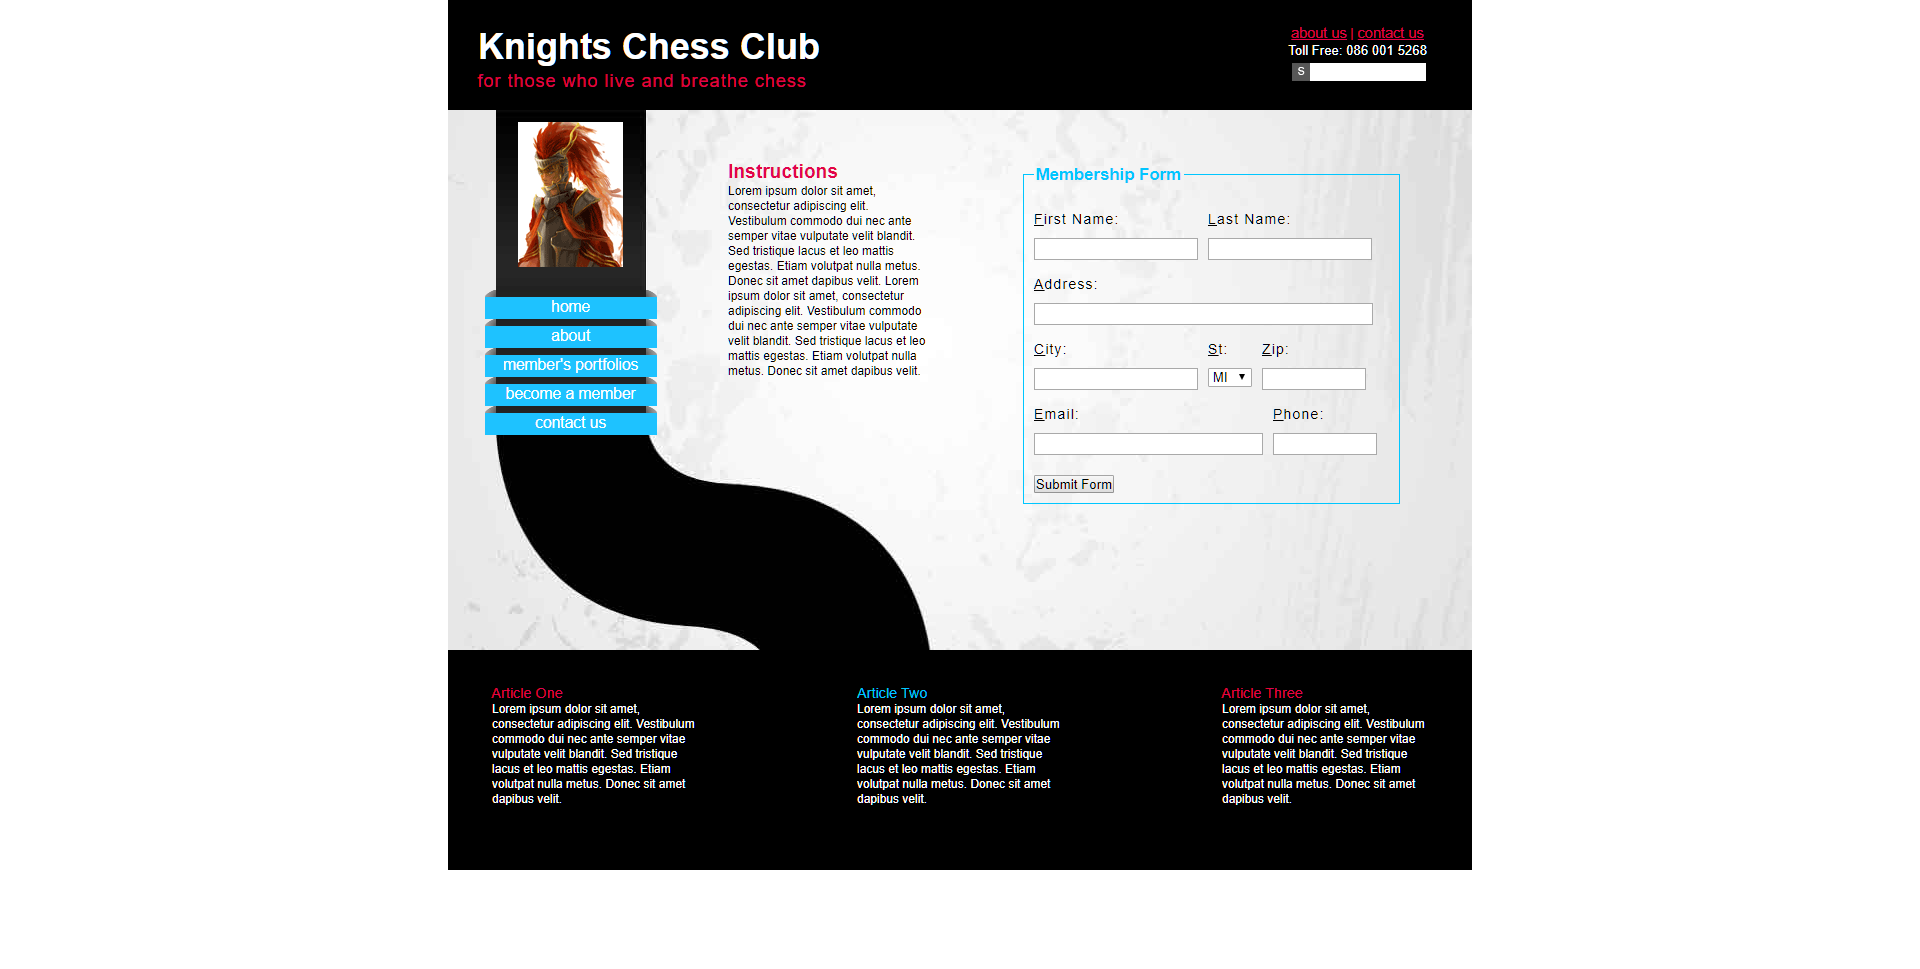 Knights Chess Club
for those who live and breathe chess
about us | contact us
Toll Free: 086 001 5268
S
home
about
member's portfolios
become a member
contact us
Instructions
Lorem ipsum dolor sit amet,
consectetur adipiscing elit.
Vestibulum commodo dui nec ante
semper vitae vulputate velit blandit.
Sed tristique lacus et leo mattis
egestas. Etiam volutpat nulla metus.
Donec sit amet dapibus velit. Lorem
ipsum dolor sit amet, consectetur
adipiscing elit. Vestibulum commodo
dui nec ante semper vitae vulputate
velit blandit. Sed tristique lacus et leo
mattis egestas. Etiam volutpat nulla
metus. Donec sit amet dapibus velit.
Membership Form
First Name: Last Name:
Address:
City: St: Zip:
MI
Email: Phone:
Submit Form
Article One
Lorem ipsum dolor sit amet,
consectetur adipiscing elit. Vestibulum
commodo dui nec ante semper vitae
vulputate velit blandit. Sed tristique
lacus et leo mattis egestas. Etiam
volutpat nulla metus. Donec sit amet
dapibus velit.
Article Two
Lorem ipsum dolor sit amet,
consectetur adipiscing elit. Vestibulum
commodo dui nec ante semper vitae
vulputate velit blandit. Sed tristique
lacus et leo mattis egestas. Etiam
volutpat nulla metus. Donec sit amet
dapibus velit.
Article Three
Lorem ipsum dolor sit amet,
consectetur adipiscing elit. Vestibulum
commodo dui nec ante semper vitae
vulputate velit blandit. Sed tristique
lacus et leo mattis egestas. Etiam
volutpat nulla metus. Donec sit amet
dapibus velit.